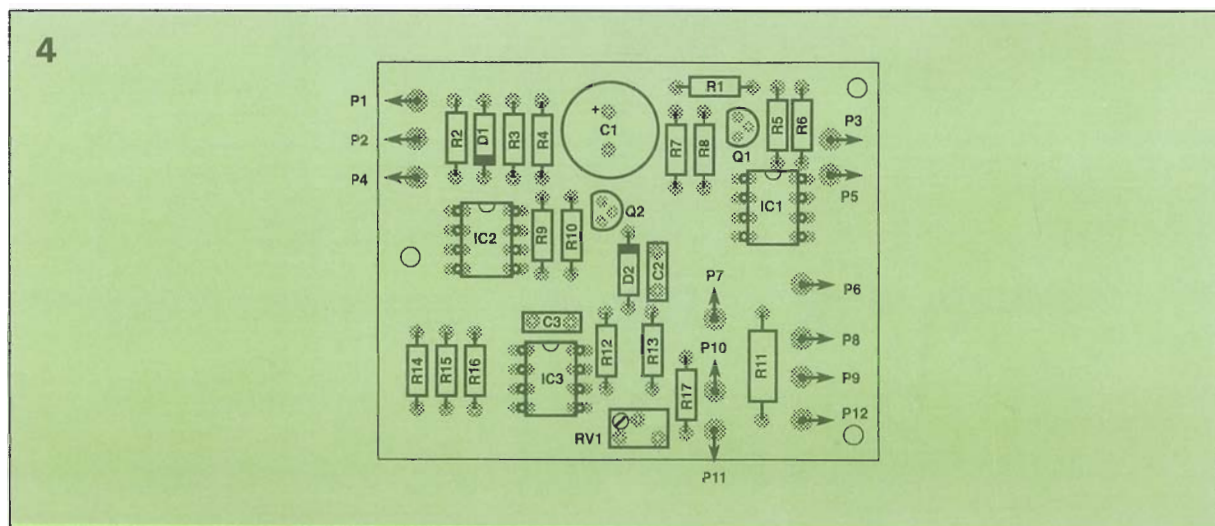 4
R1
P1
P3
P2
P4
P5
R2
D1
R3
R4
+
C1
R7
R8
Q1
R5
R6
IC1
IC2
R9
R10
Q2
D2
C2
P7
P6
C3
R12
R13
P10
R11
P8
P9
P12
R14
R15
R16
IC3
R17
RV1
P11